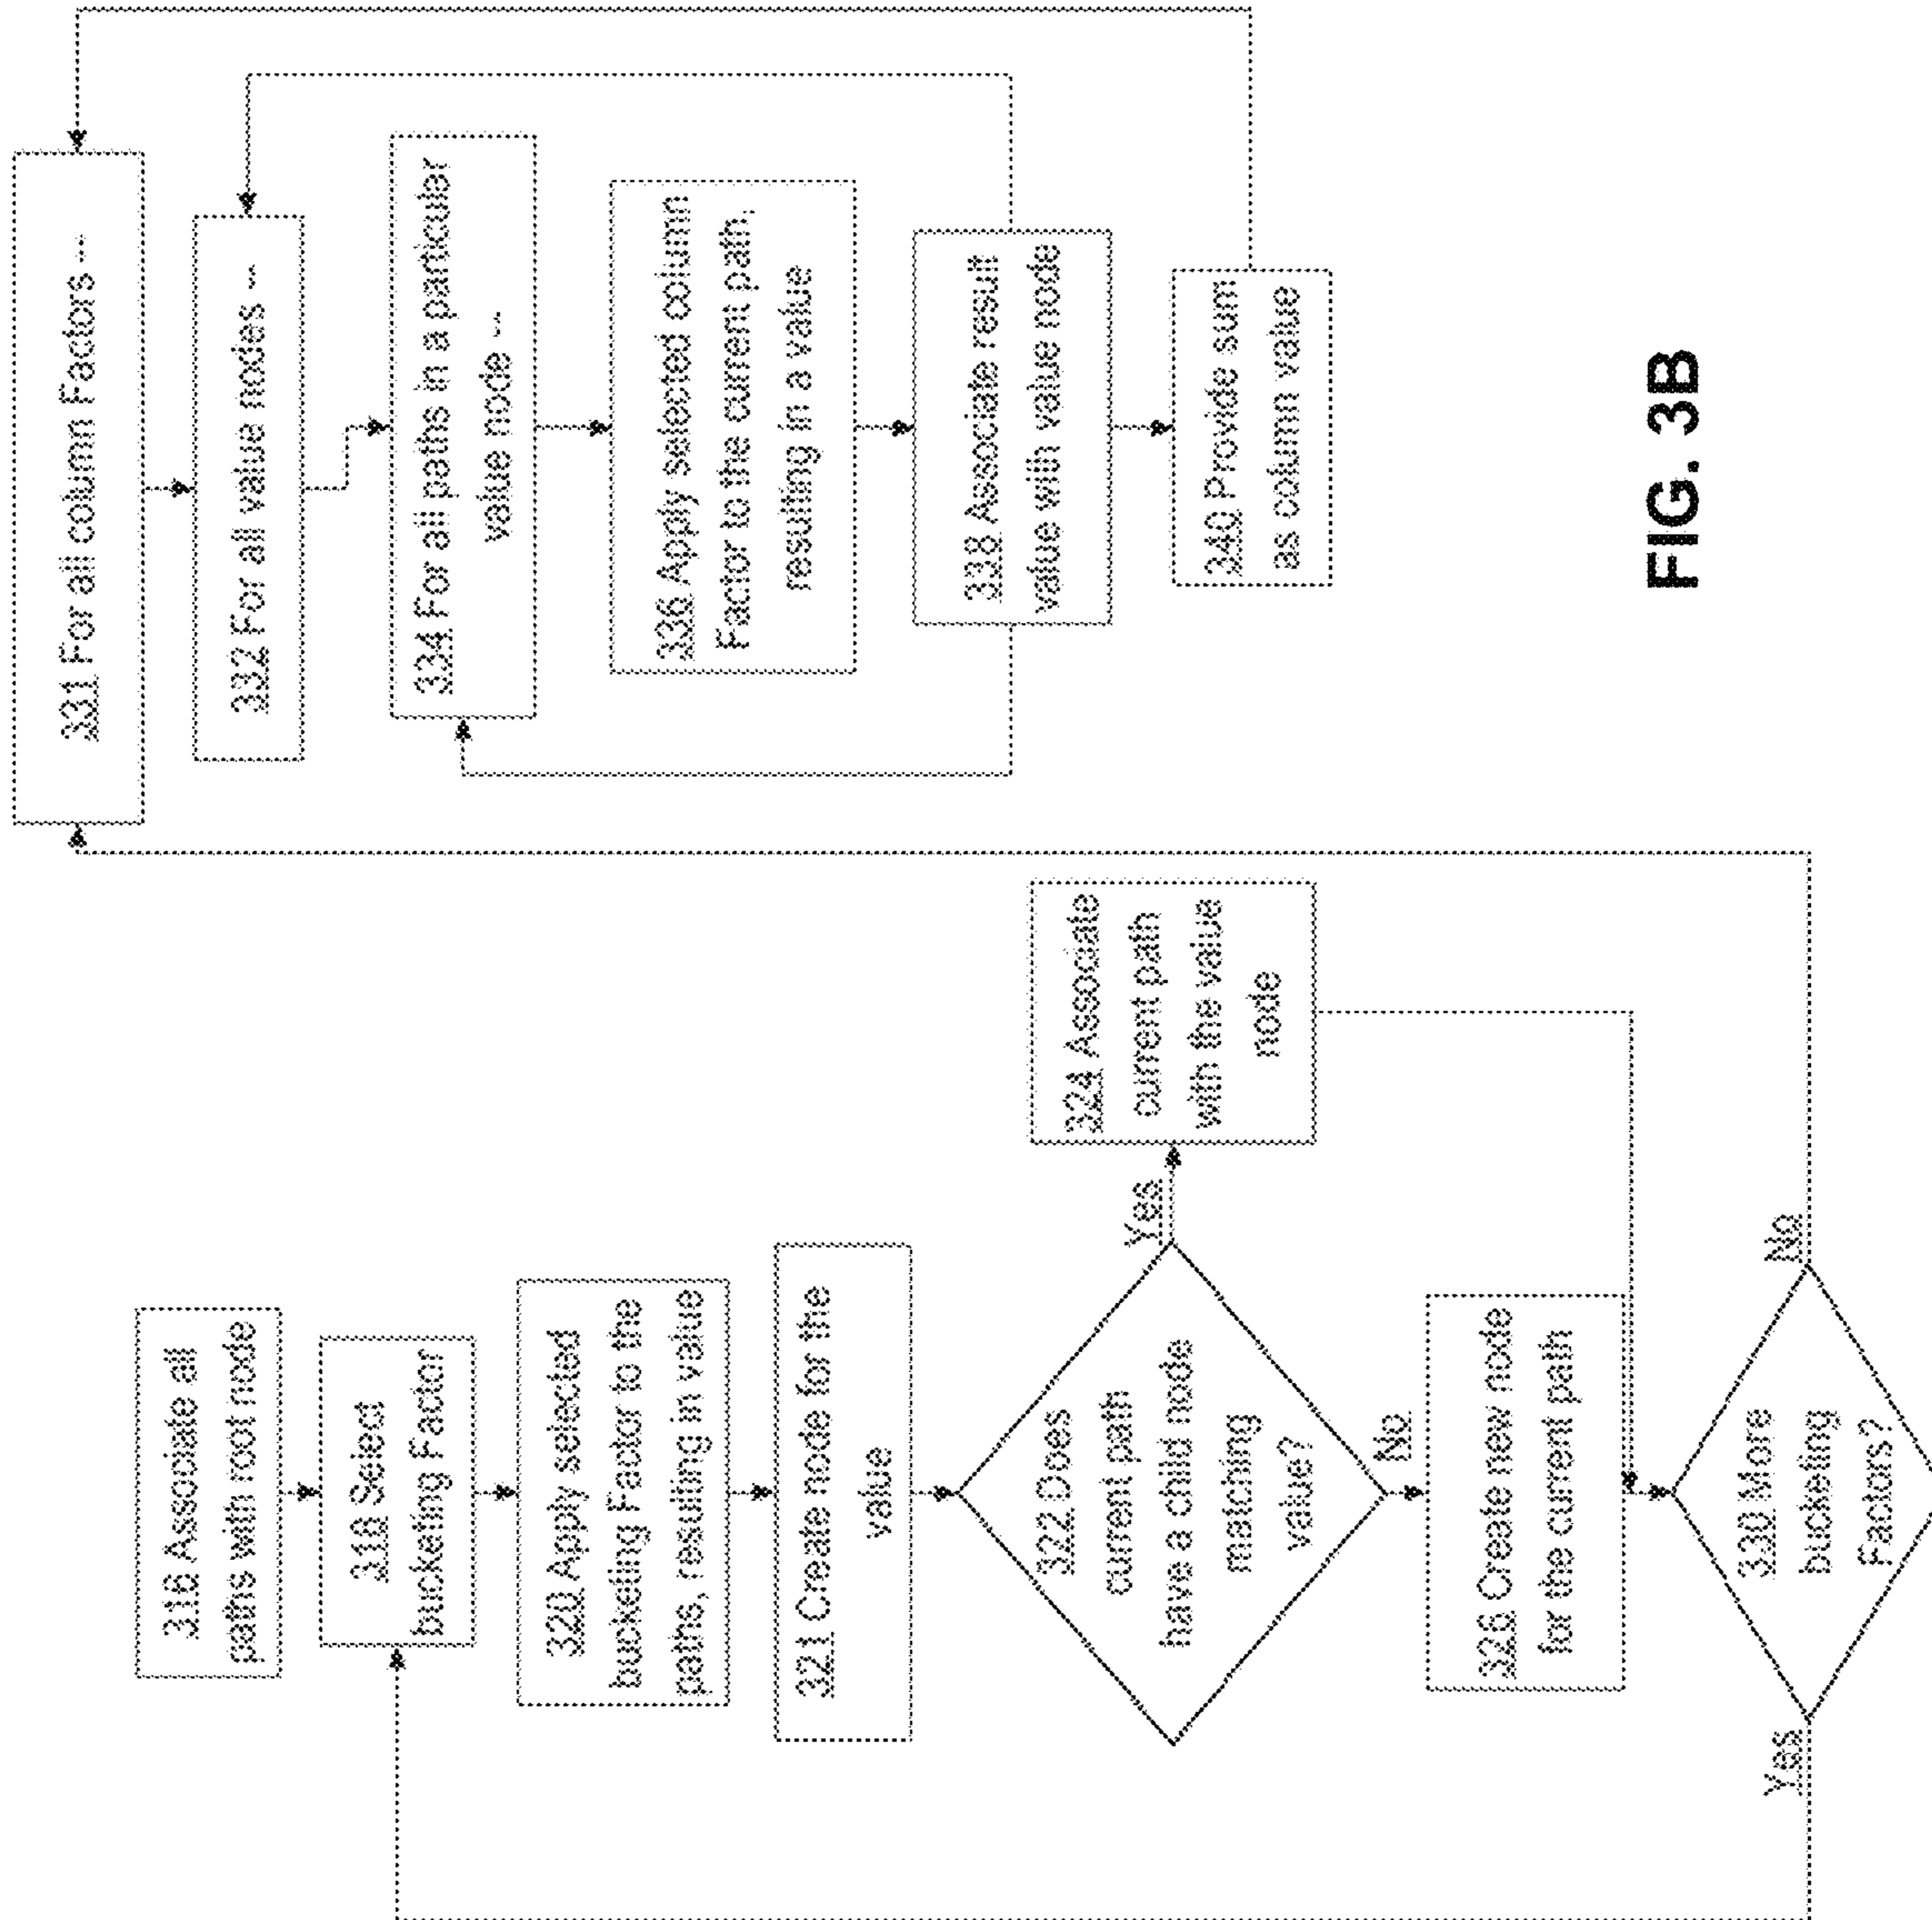 316 Associate all
paths with root node
318 Select
bucketing Factor
320 Apply selected
bucketing Factor to the
paths, resulting in value
321 Create node for the
value
322 Does
current path
have a child node
matching
value?
Yes
324 Associate
current path
with the value
node
No
326 Create new node
for the current path
330 More
bucketing
Factors?
Yes
No
331 For all column Factors --
332 For all value nodes --
334 For all paths in a particular
value node --
336 Apply selected column
Factor to the current path,
resulting in a value
338 Associate result
value with value node
340 Provide sum
as column value
FIG. 3B